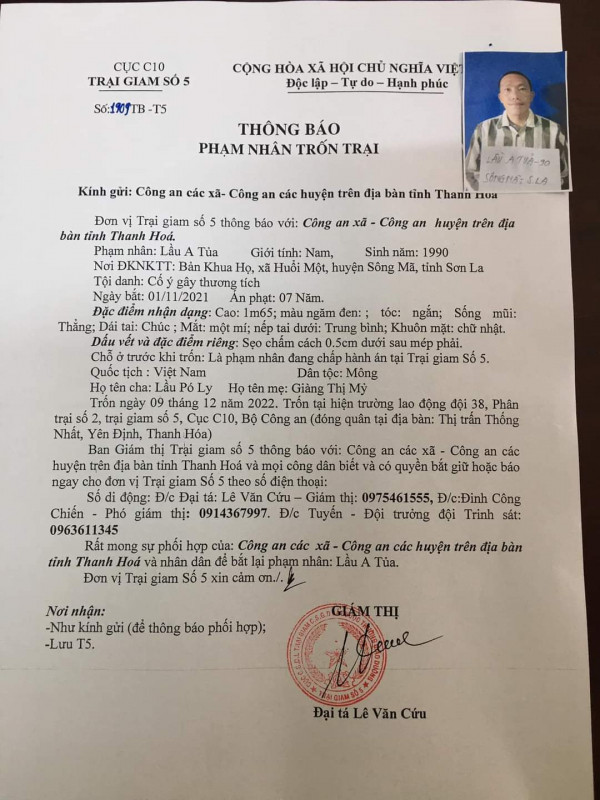 CỤC C10
TRẠI GIAM SỐ 5
Số:1909/TB -T5
CỘNG HÒA XÃ HỘI CHỦ NGHĨA VIỆT
Độc lập – Tự do – Hạnh phúc
THÔNG BÁO
PHẠM NHÂN TRỐN TRẠI
LẦU A TỦA-90
SÔNG MÃ, S.LA
Kính gửi: Công an các xã- Công an các huyện trên địa bàn tỉnh Thanh Hoá
Đơn vị Trại giam số 5 thông báo với: Công an xã - Công an huyện trên địa
bàn tỉnh Thanh Hoá.
Phạm nhân: Lầu A Tủa Giới tính: Nam, Sinh năm: 1990
Nơi ĐKNKTT: Bản Khua Họ, xã Huổi Một, huyện Sông Mã, tỉnh Sơn La
Tội danh: Cố ý gây thương tích
Ngày bắt: 01/11/2021 Án phạt: 07 Năm.
Đặc điểm nhận dạng: Cao: 1m65; màu ngăm đen: ; tóc: ngắn; Sống mũi:
Thẳng; Dái tai: Chúc ; Mắt: một mí; nếp tai dưới: Trung bình; Khuôn mặt: chữ nhật.
Dấu vết và đặc điểm riêng: Sẹo chấm cách 0.5cm dưới sau mép phải.
Chỗ ở trước khi trốn: Là phạm nhân đang chấp hành án tại Trại giam Số 5.
Quốc tịch : Việt Nam Dân tộc: Mông
Họ tên cha: Lầu Pó Ly Họ tên mẹ: Giàng Thị Mỷ
Trốn ngày 09 tháng 12 năm 2022. Trốn tại hiện trường lao động đội 38, Phân
trại số 2, trại giam số 5, Cục C10, Bộ Công an (đóng quân tại địa bàn: Thị trấn Thống
Nhất, Yên Định, Thanh Hóa)
Ban Giám thị Trại giam số 5 thông báo với: Công an các xã - Công an các
huyện trên địa bàn tỉnh Thanh Hoá và mọi công dân biết và có quyền bắt giữ hoặc báo
ngay cho đơn vị Trại giam Số 5 theo số điện thoại:
Số di động: Đ/c Đại tá: Lê Văn Cứu – Giám thị: 0975461555, Đ/c:Đinh Công
Chiến - Phó giám thị: 0914367997. Đ/c Tuyến - Đội trưởng đội Trinh sát:
0963611345
Rất mong sự phối hợp của: Công an các xã - Công an các huyện trên địa bàn
tỉnh Thanh Hoá và nhân dân để bắt lại phạm nhân: Lầu A Tủa.
Đơn vị Trại giam Số 5 xin cảm ơn./.
Nơi nhận:
-Như kính gửi (để thông báo phối hợp);
-Lưu T5.
GIÁM THỊ
TRẠI GIAM SỐ 5
Đại tá Lê Văn Cứu